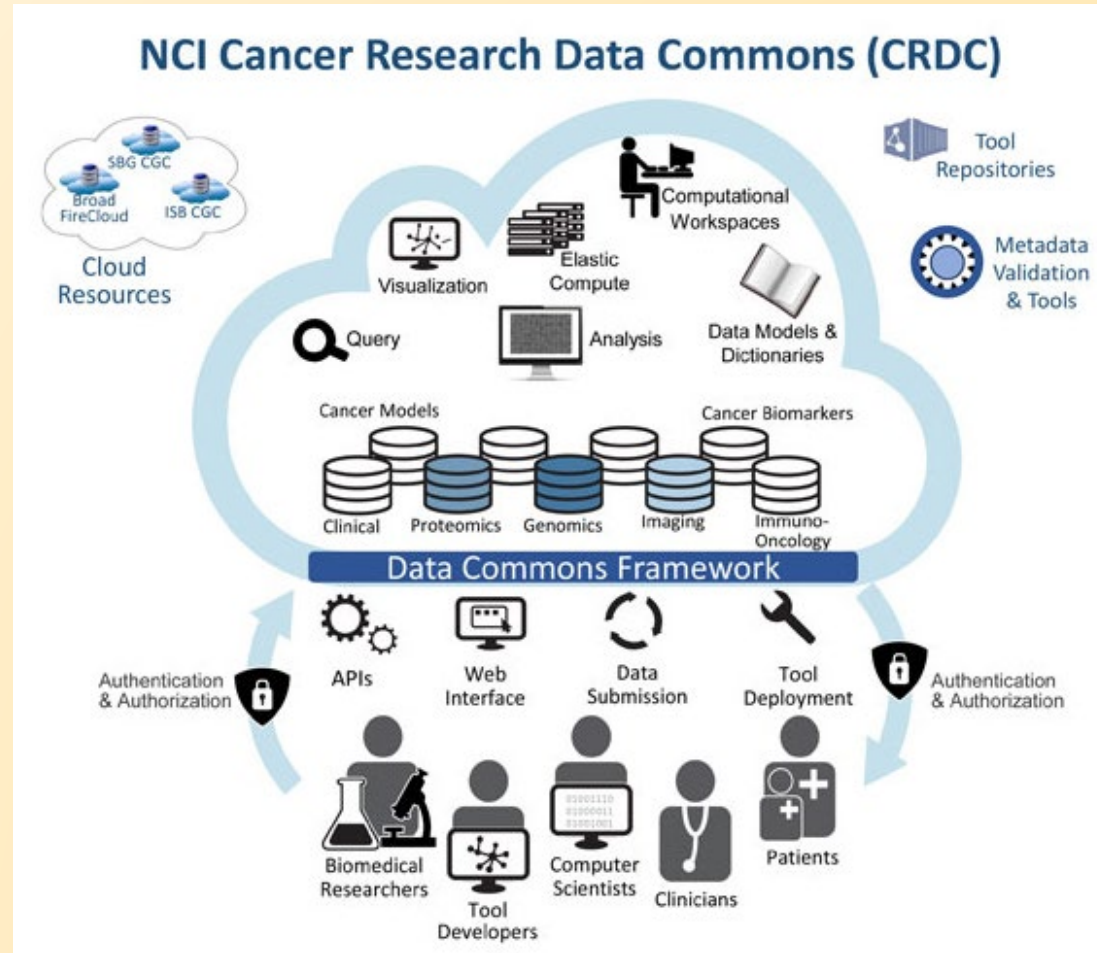 NCI Cancer Research Data Commons (CRDC)
SBG CGC
Broad
FireCloud
ISB CGC
Cloud
Resources
Tool
Repositories
Metadata
Validation
& Tools
Computational
Workspaces
Elastic
Compute
Visualization
Query
Analysis
Data Models &
Dictionaries
Cancer Models
Cancer Biomarkers
Clinical
Proteomics
Genomics
Imaging
Immuno-
Oncology
Data Commons Framework
Authentication
& Authorization
APIs
Web
Interface
Data
Submission
Tool
Deployment
Authentication
& Authorization
01001110
01000011
01001001
Biomedical
Researchers
Tool
Developers
Computer
Scientists
Clinicians
Patients